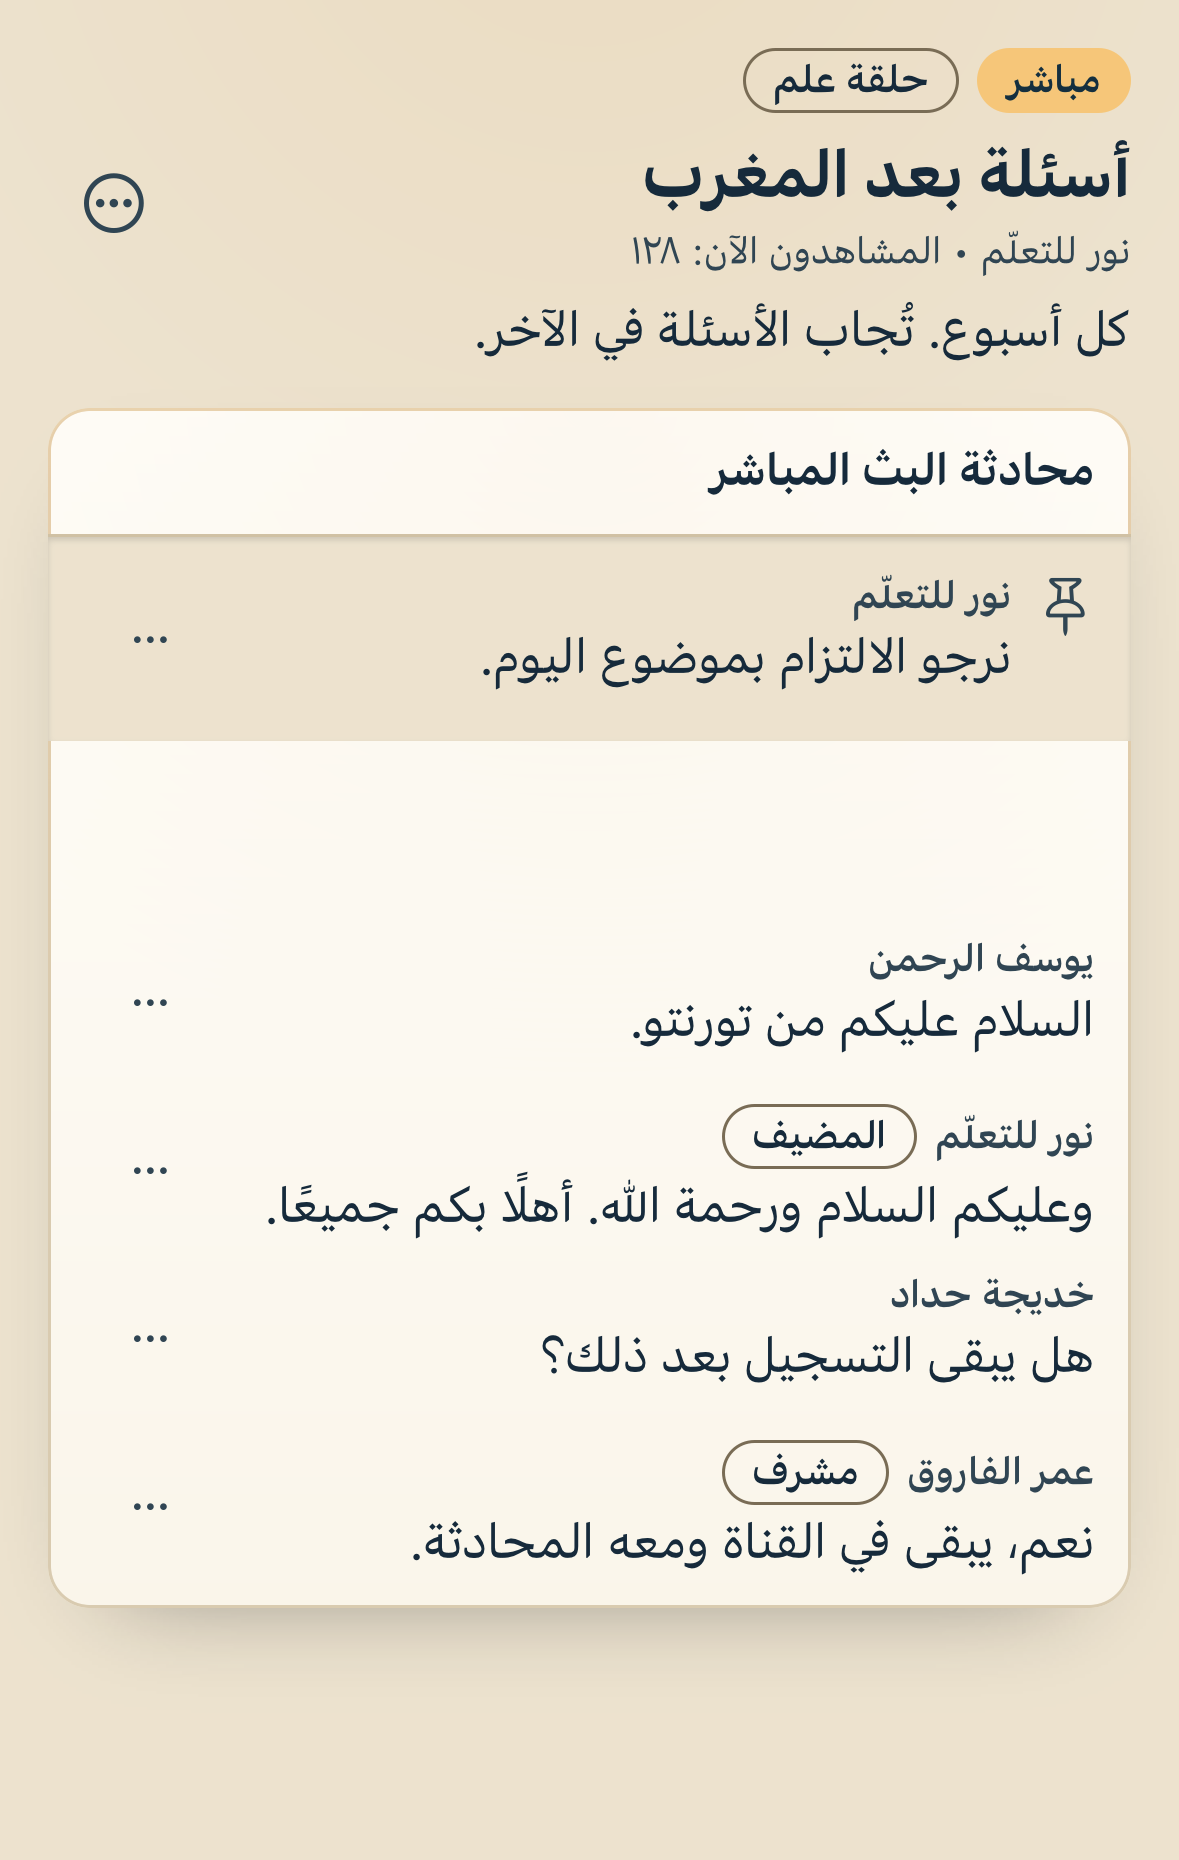 مباشر حلقة علم
أسئلة بعد المغرب
نور للتعلّم • المشاهدون الآن: ١٢٨
كل أسبوع. تُجاب الأسئلة في الآخر.
محادثة البث المباشر
نور للتعلّم
نرجو الالتزام بموضوع اليوم.
يوسف الرحمن
السلام عليكم من تورنتو.
نور للتعلّم المضيف
وعليكم السلام ورحمة الله. أهلًا بكم جميعًا.
خديجة حداد
هل يبقى التسجيل بعد ذلك؟
عمر الفاروق مشرف
نعم، يبقى في القناة ومعه المحادثة.